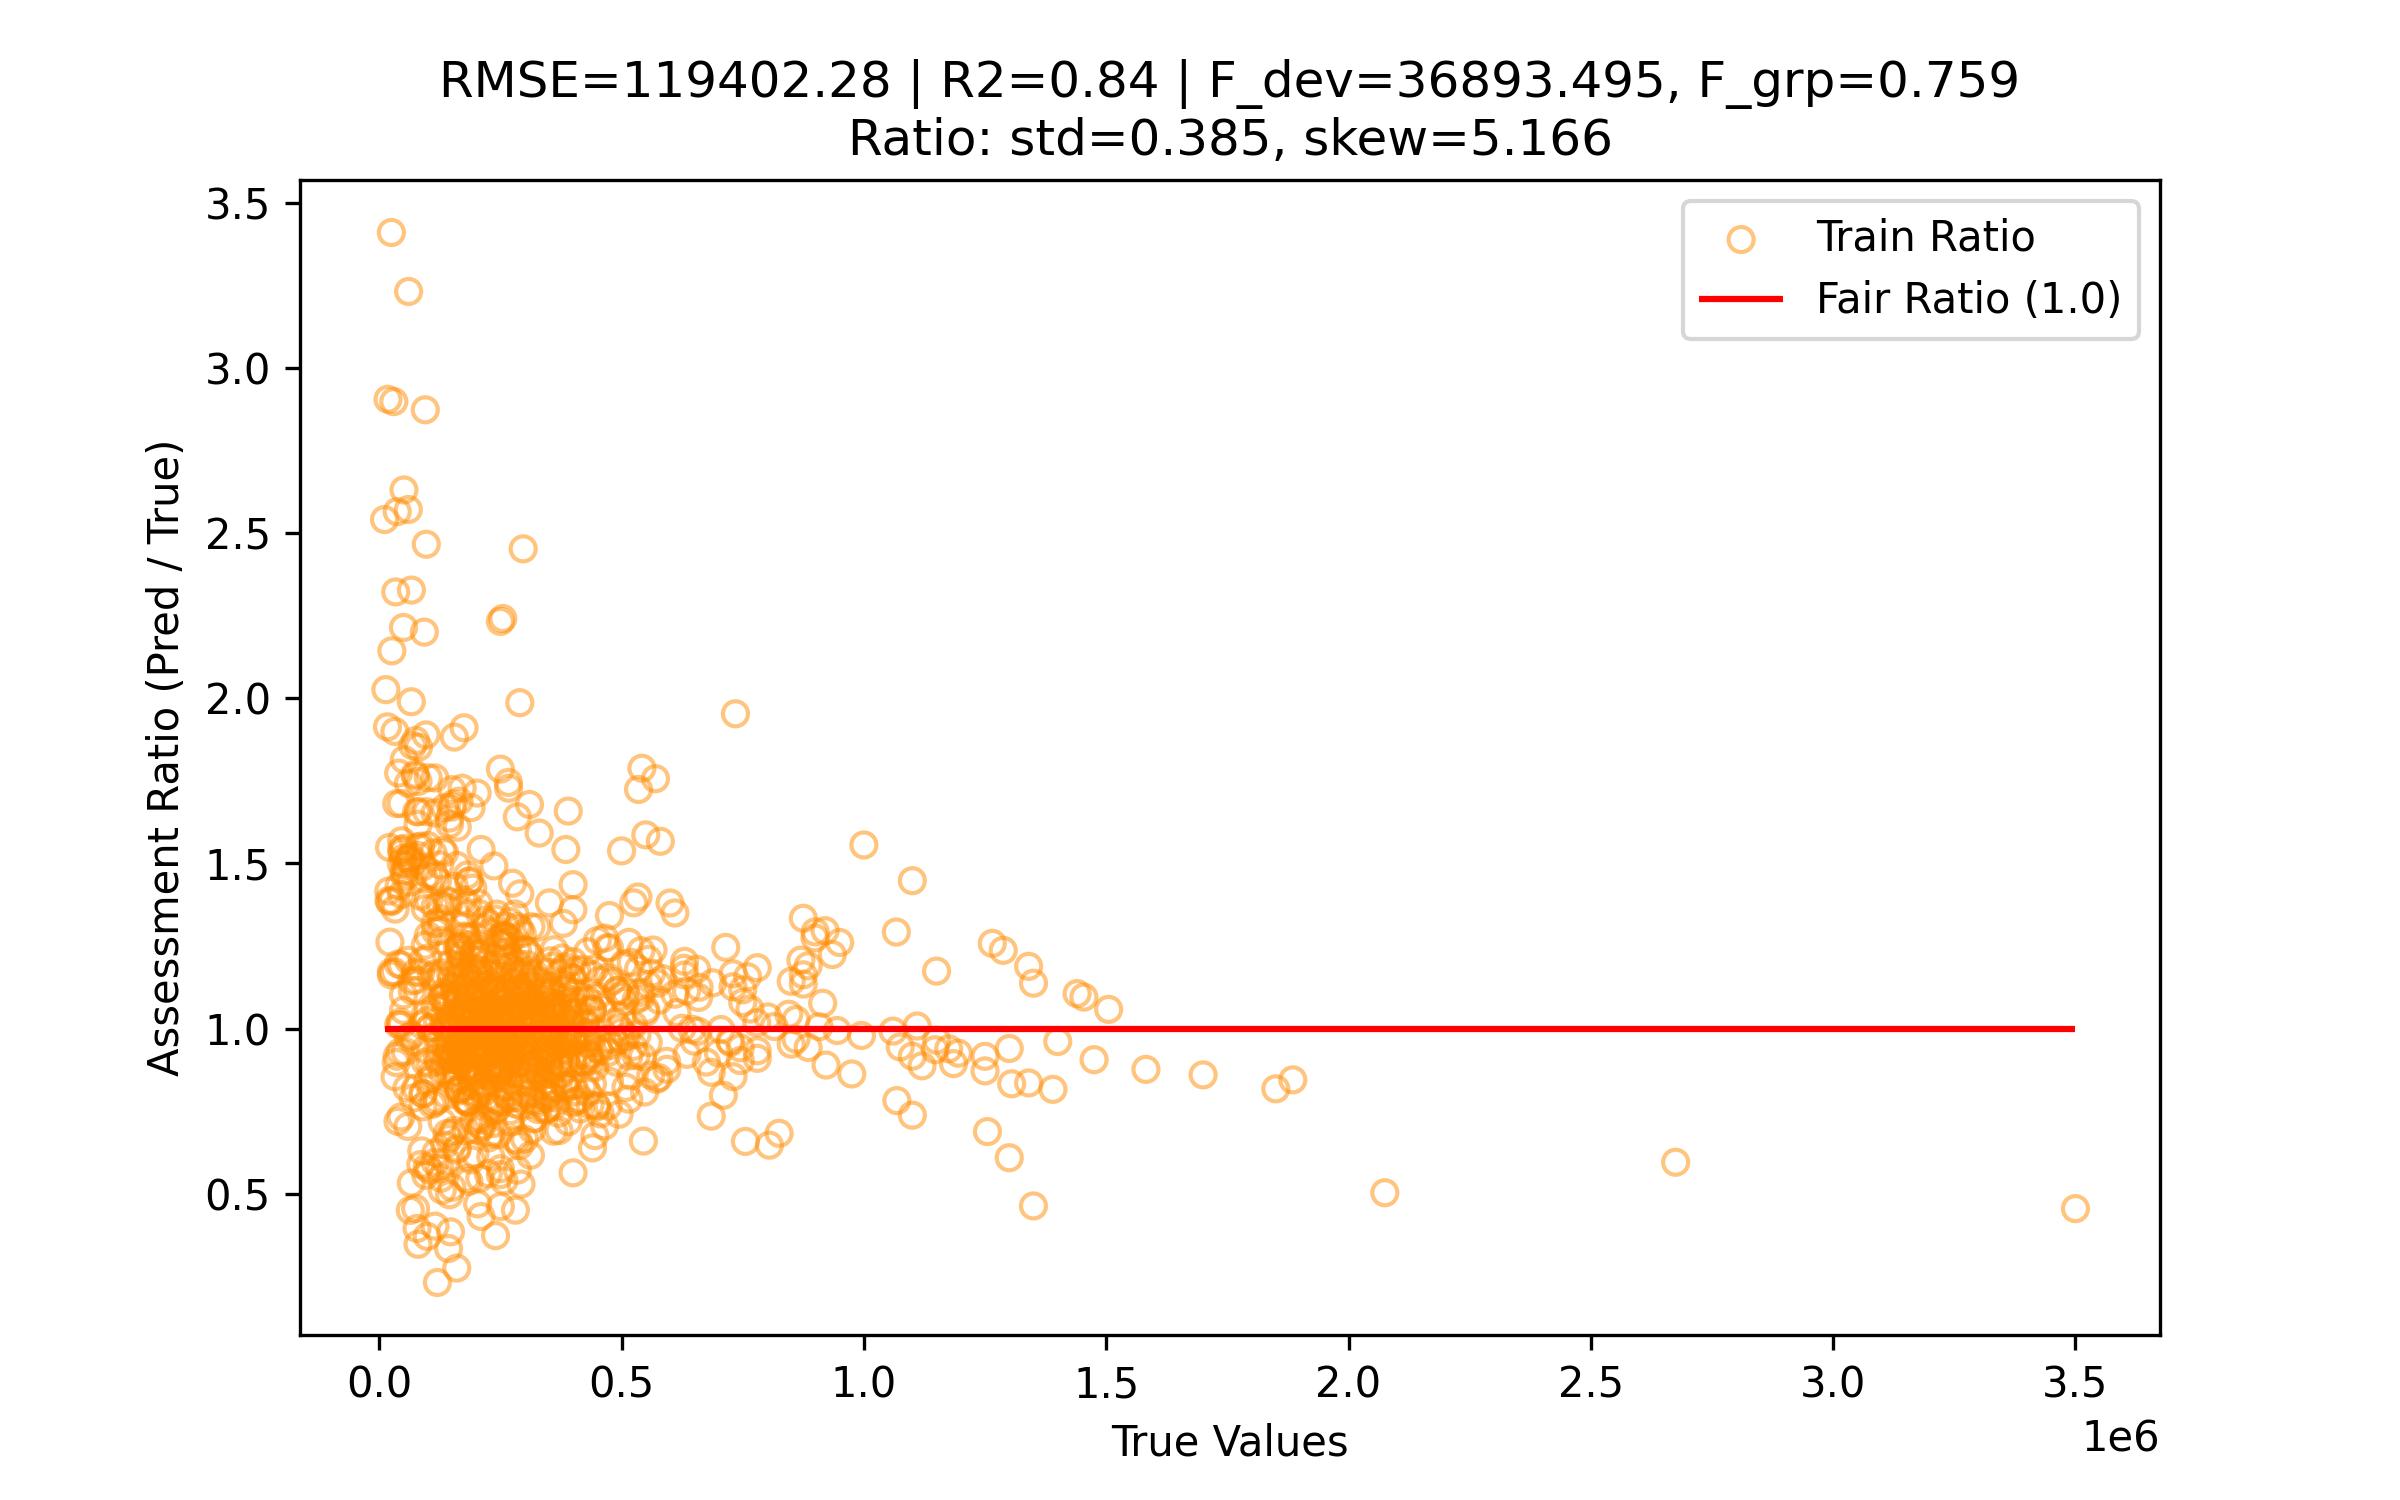 RMSE=119402.28 | R2=0.84 | F_dev=36893.495, F_grp=0.759
Ratio: std=0.385, skew=5.166
Train Ratio
Fair Ratio (1.0)
Assessment Ratio (Pred / True)
3.5
3.0
2.5
2.0
1.5
1.0
0.5
0.0
0.5
1.0
1.5
2.0
2.5
3.0
3.5
1e6
True Values